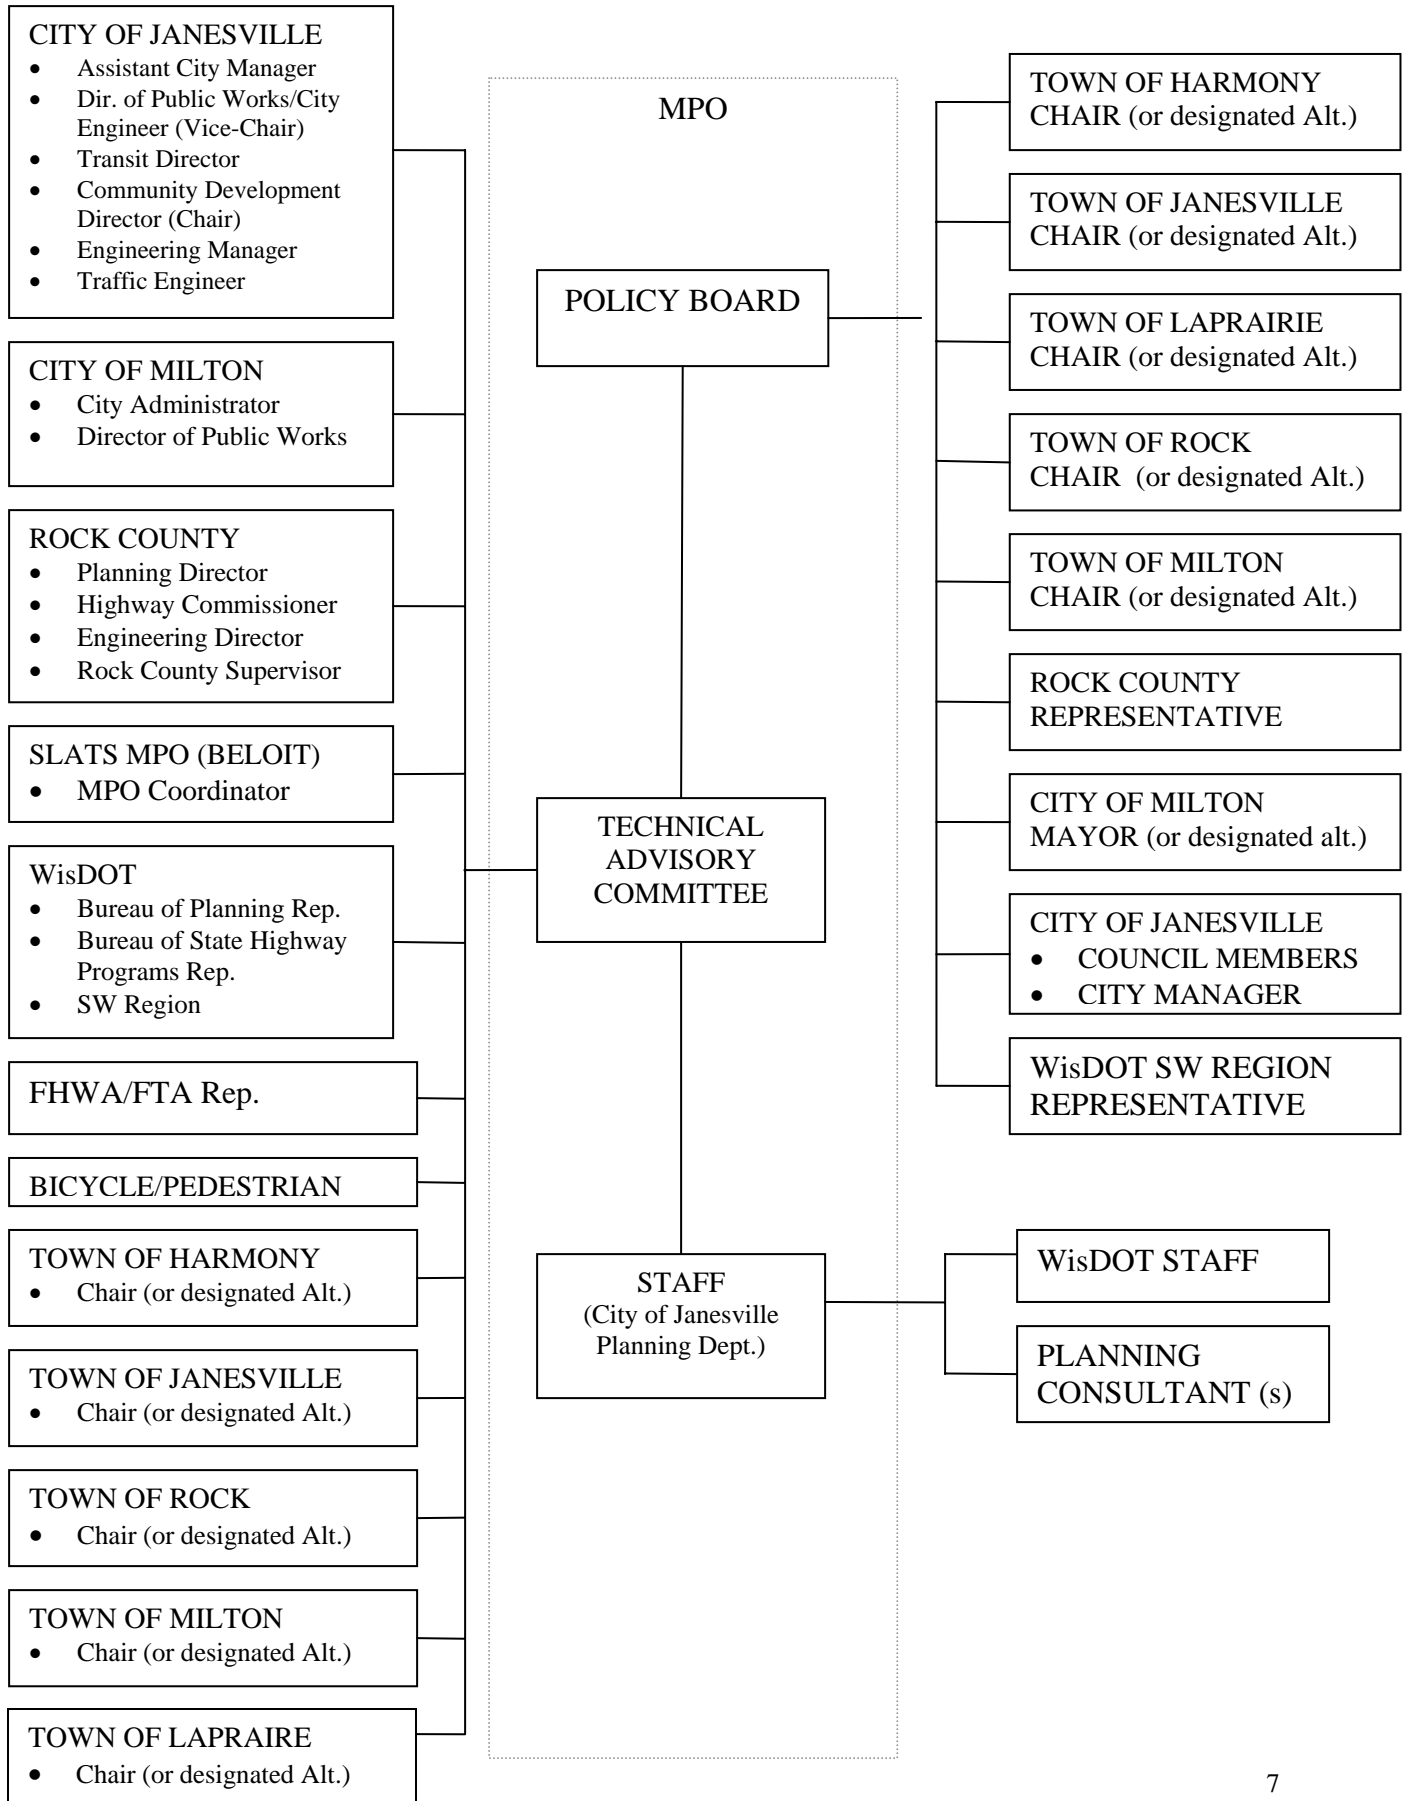 CITY OF JANESVILLE
• Assistant City Manager
• Dir. of Public Works/City
Engineer (Vice-Chair)
• Transit Director
• Community Development
Director (Chair)
• Engineering Manager
• Traffic Engineer
CITY OF MILTON
• City Administrator
• Director of Public Works
ROCK COUNTY
• Planning Director
• Highway Commissioner
• Engineering Director
• Rock County Supervisor
SLATS MPO (BELOIT)
• MPO Coordinator
WisDOT
• Bureau of Planning Rep.
• Bureau of State Highway
Programs Rep.
• SW Region
FHWA/FTA Rep.
BICYCLE/PEDESTRIAN
TOWN OF HARMONY
• Chair (or designated Alt.)
TOWN OF JANESVILLE
• Chair (or designated Alt.)
TOWN OF ROCK
• Chair (or designated Alt.)
TOWN OF MILTON
• Chair (or designated Alt.)
TOWN OF LAPRAIRE
• Chair (or designated Alt.)
MPO
POLICY BOARD
TECHNICAL
ADVISORY
COMMITTEE
STAFF
(City of Janesville
Planning Dept.)
TOWN OF HARMONY
CHAIR (or designated Alt.)
TOWN OF JANESVILLE
CHAIR (or designated Alt.)
TOWN OF LAPRAIRIE
CHAIR (or designated Alt.)
TOWN OF ROCK
CHAIR (or designated Alt.)
TOWN OF MILTON
CHAIR (or designated Alt.)
ROCK COUNTY
REPRESENTATIVE
CITY OF MILTON
MAYOR (or designated alt.)
CITY OF JANESVILLE
• COUNCIL MEMBERS
• CITY MANAGER
WisDOT SW REGION
REPRESENTATIVE
WisDOT STAFF
PLANNING
CONSULTANT (s)
7